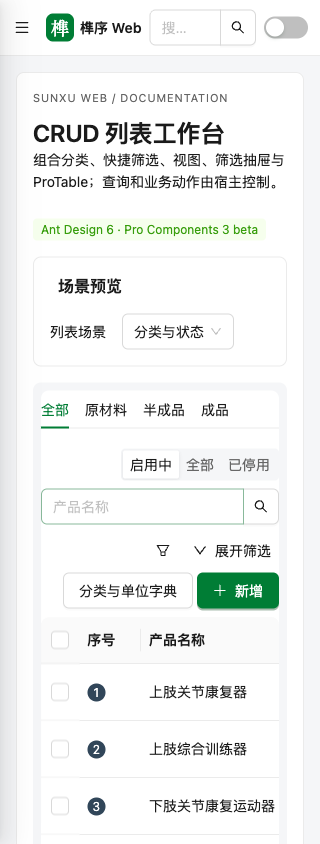 榫 榫序 Web 搜...
SUNXU WEB / DOCUMENTATION
CRUD 列表工作台
组合分类、快捷筛选、视图、筛选抽屉与
ProTable；查询和业务动作由宿主控制。
Ant Design 6 · Pro Components 3 beta
场景预览
列表场景 分类与状态
全部 原材料 半成品 成品
启用中 全部 已停用
产品名称
展开筛选
分类与单位字典 新增
序号 产品名称
1 上肢关节康复器
2 上肢综合训练器
3 下肢关节康复运动器